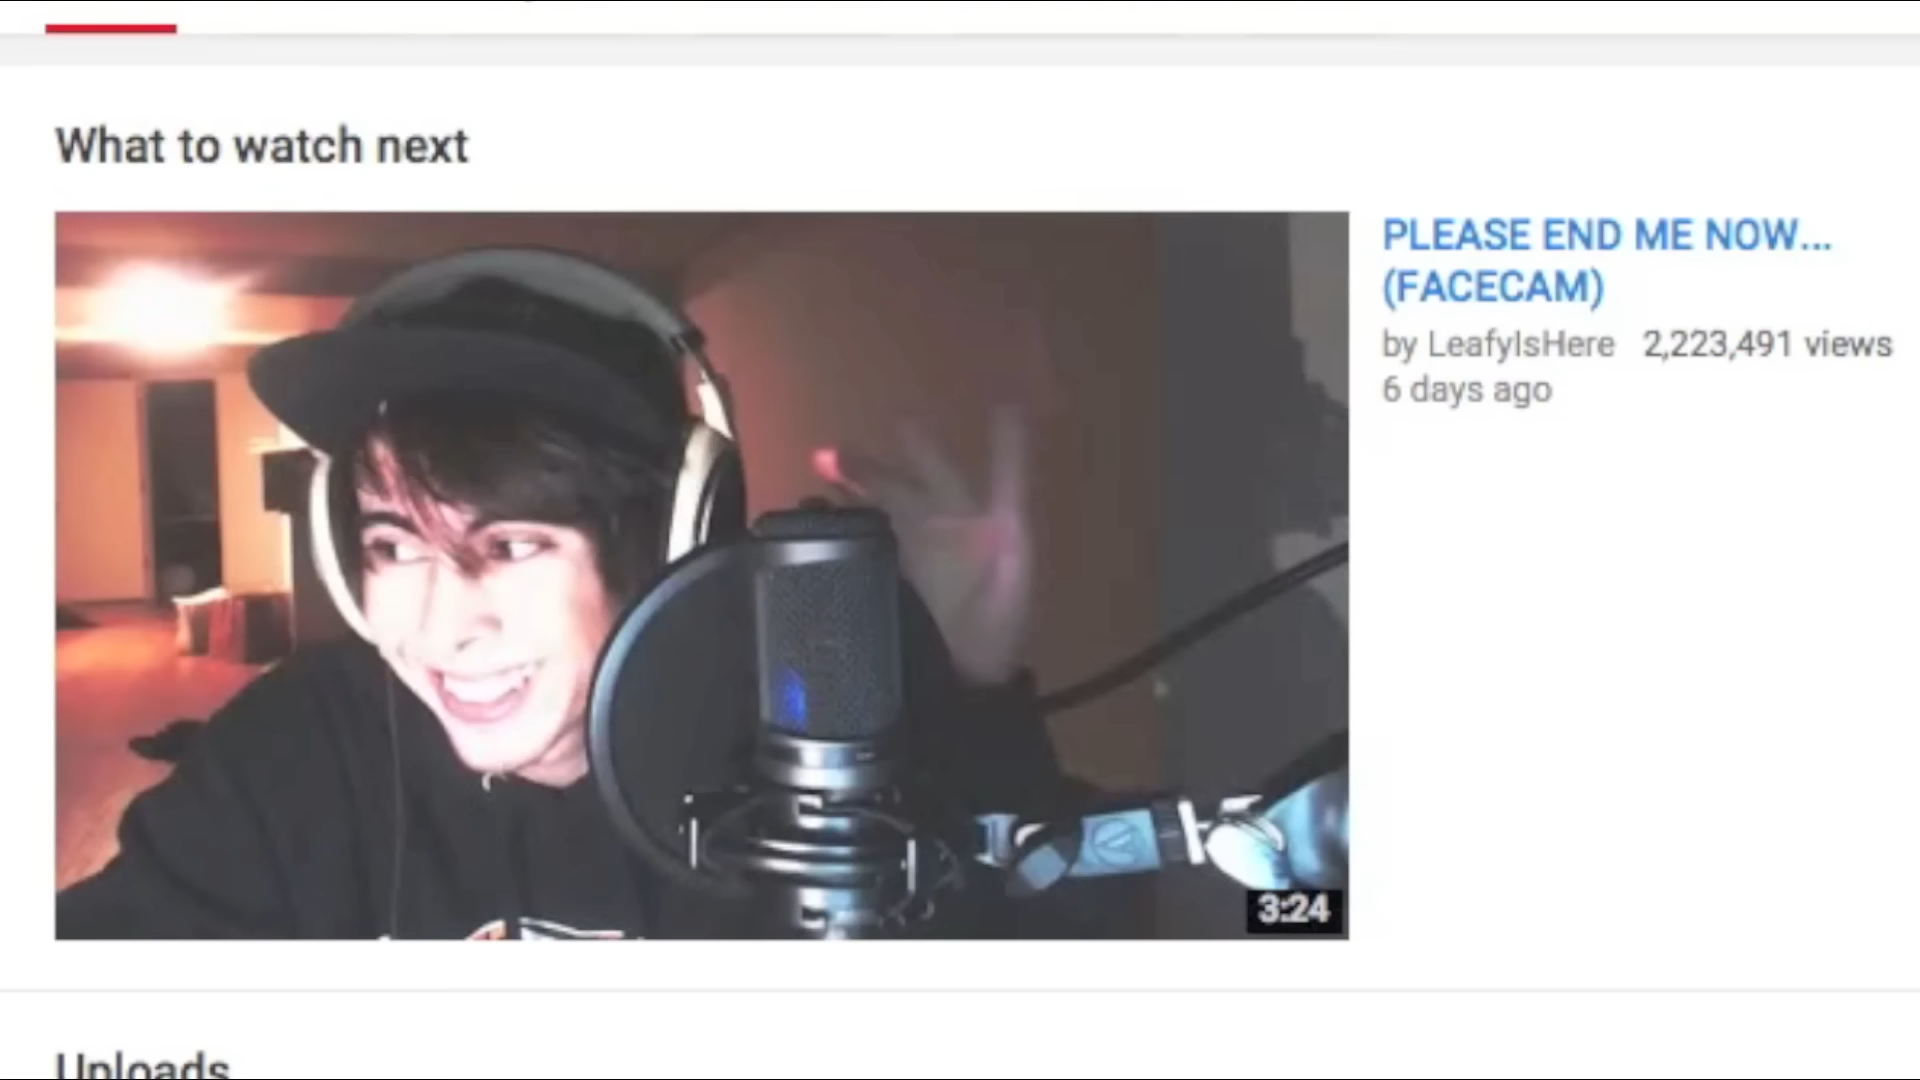 What to watch next
PLEASE END ME NOW...
(FACECAM)
by LeafyIsHere 2,223,491 views
6 days ago
3:24
Uploads